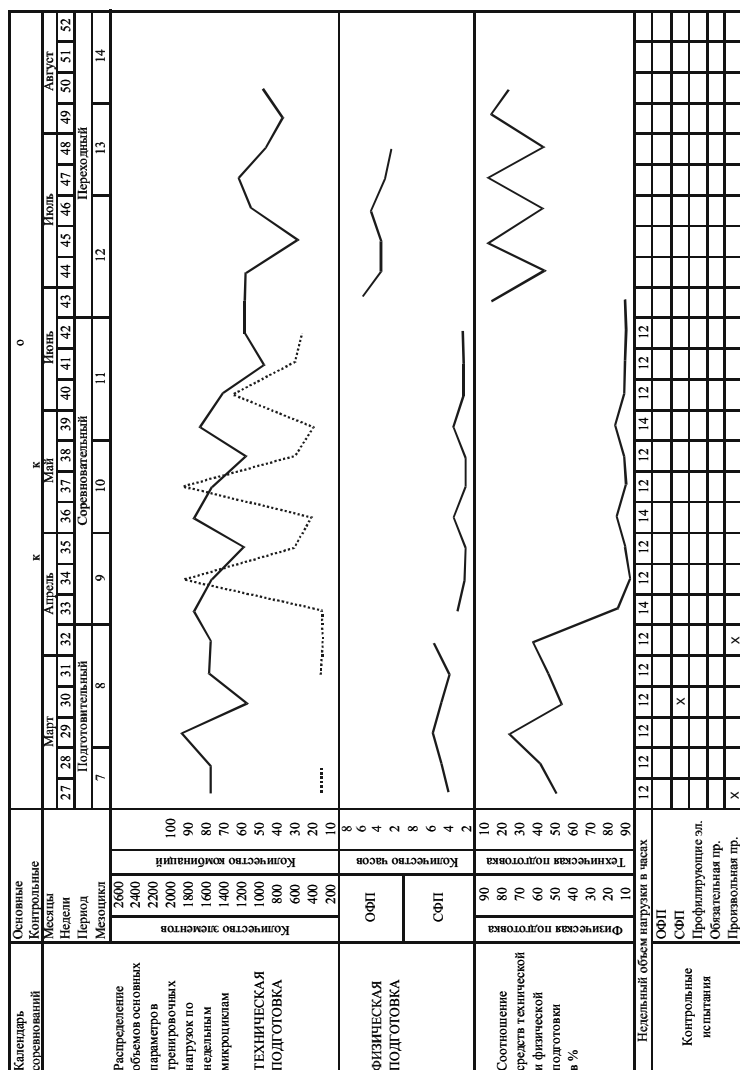 Календарь
соревнований
Основные
о
Контрольные
к к
Месяцы
Март Апрель Май Июнь Июль Август
Недели
27 28 29 30 31 32 33 34 35 36 37 38 39 40 41 42 43 44 45 46 47 48 49 50 51 52
Период
Подготовительный Соревновательный Переходный
Мезоцикл
7 8 9 10 11 12 13 14
Распределение
объемов основных
параметров
тренировочных
нагрузок по
недельным
микроциклам
ТЕХНИЧЕСКАЯ
ПОДГОТОВКА
Количество элементов
2600
2400
2200
2000
1800
1600
1400
1200
1000
800
600
400
200
Количество комбинаций
100
90
80
70
60
50
40
30
20
10
ФИЗИЧЕСКАЯ
ПОДГОТОВКА
ОФП
СФП
Количество часов
8
6
4
2
8
6
4
2
Соотношение
средств технической
и физической
подготовки
в %
Физическая подготовка
90
80
70
60
50
40
30
20
10
Техническая подготовка
10
20
30
40
50
60
70
80
90
Недельный объем нагрузки в часах
12 12 12 12 12 12 14 12 12 14 12 12 14 12 12 12
Контрольные
испытания
ОФП
СФП
х
Профилирующие эл.
Обязательная пр.
Произвольная пр.
х х